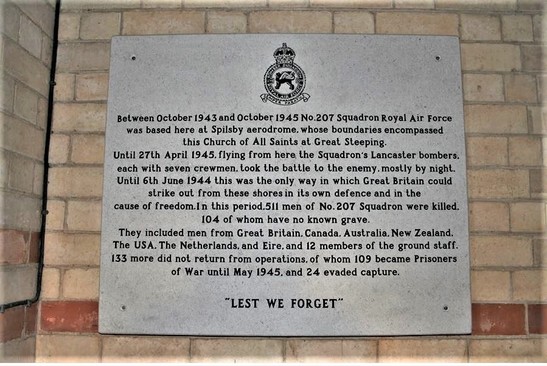 Between October 1943 and October 1945 No.207 Squadron Royal Air Force
was based here at Spilsby aerodrome, whose boundaries encompassed
this Church of All Saints at Great Steeping.
Until 27th April 1945, flying from here, the Squadron's Lancaster bombers,
each with seven crewmen, took the battle to the enemy, mostly by night.
Until 6th June 1944 this was the only way in which Great Britain could
strike out from these shores in its own defence and in the
cause of freedom. In this period, 511 men of No. 207 Squadron were killed,
104 of whom have no known grave.
They included men from Great Britain, Canada, Australia, New Zealand,
The USA, The Netherlands, and Eire, and 12 members of the ground staff.
133 more did not return from operations, of whom 109 became Prisoners
of War until May 1945, and 24 evaded capture.
"LEST WE FORGET"